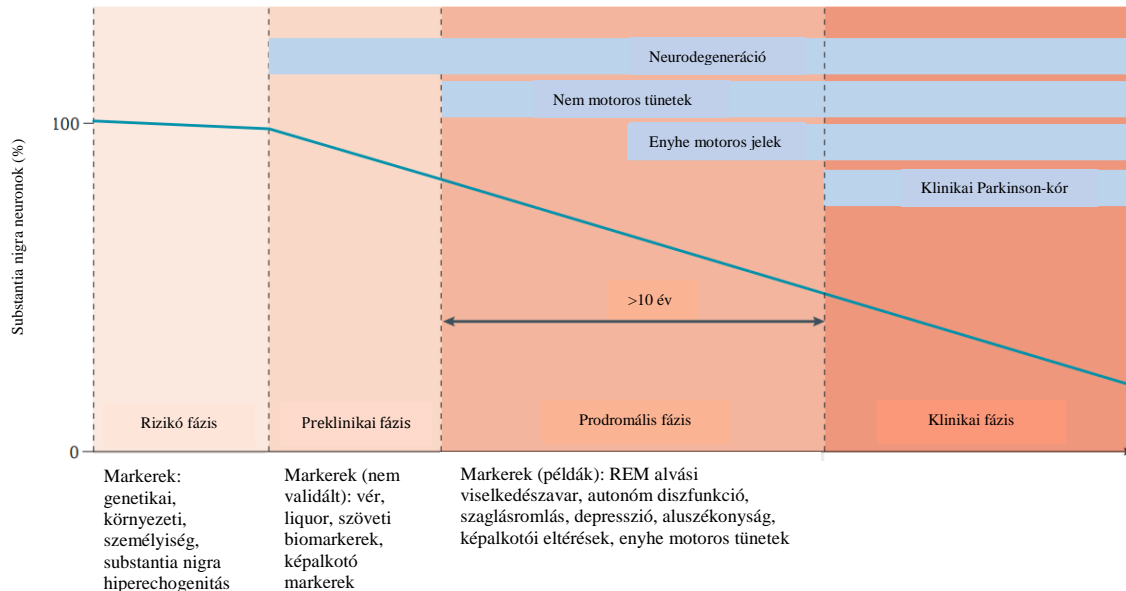 Neurodegeneráció
Nem motoros tünetek
Enyhe motoros jelek
Klinikai Parkinson-kór
100
Substantia nigra neuronok (%)
>10 év
Rizikó fázis
Preklinikai fázis
Prodromális fázis
Klinikai fázis
0
Markerek:
genetikai,
környezeti,
személyiség,
substantia nigra
hiperechogenitás
Markerek (nem
validált): vér,
liquor, szöveti
biomarkerek,
képalkotó
markerek
Markerek (példák): REM alvási
viselkedészavar, autonóm diszfunkció,
szaglásromlás, depresszió, aluszékonyság,
képalkotói eltérések, enyhe motoros tünetek